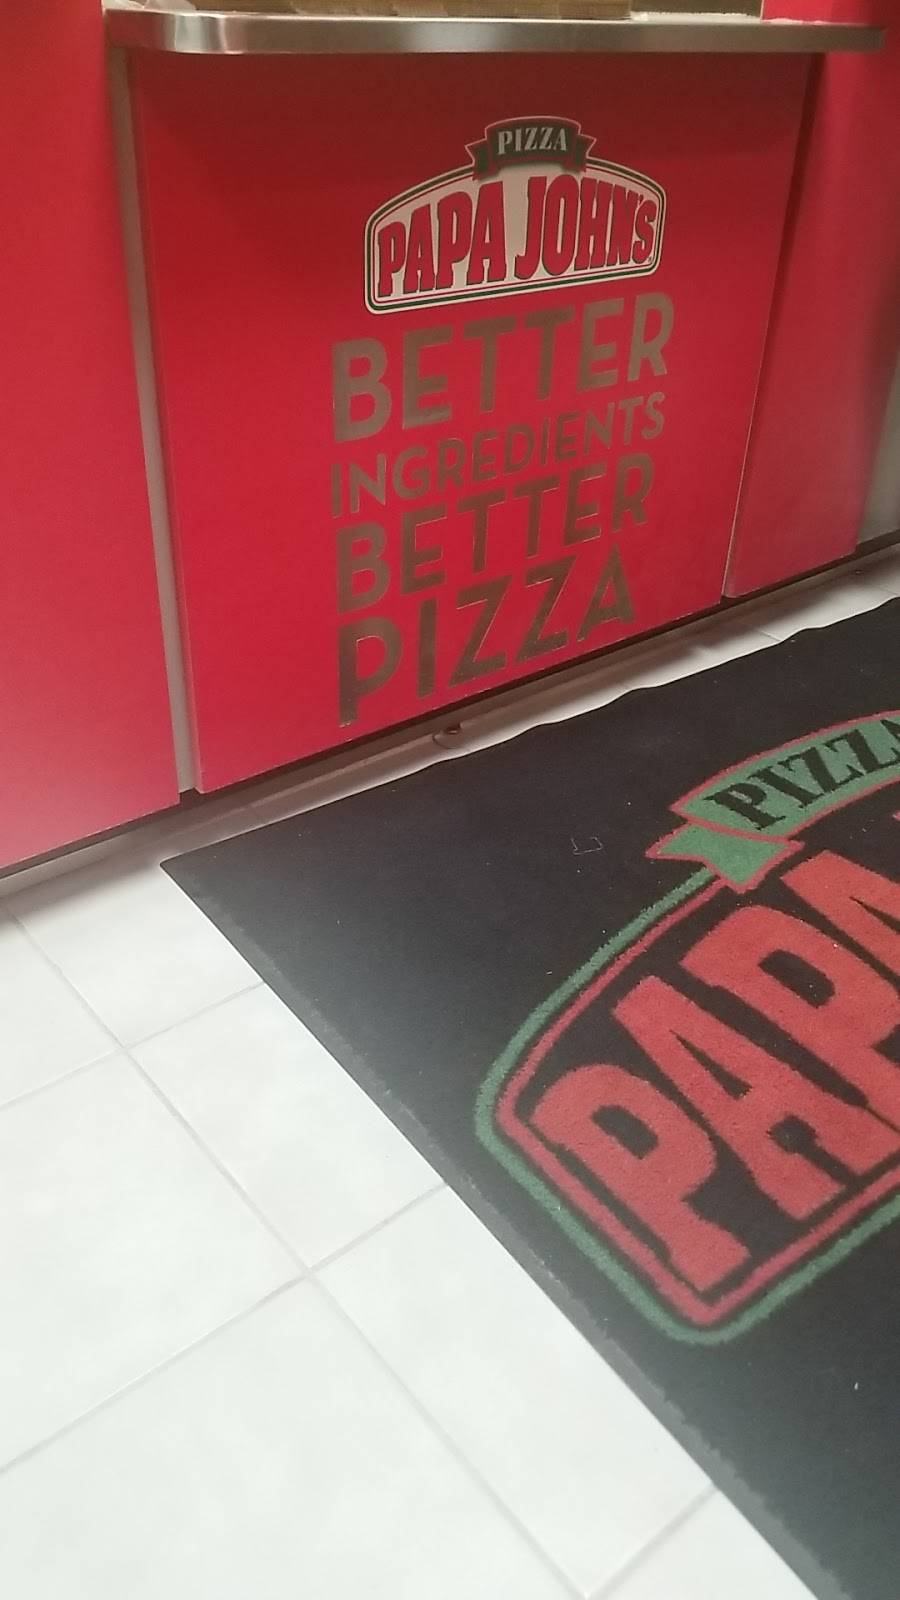 PIZZA
PAPA JOHN'S
BETTER
INGREDIENTS
BETTER
PIZZA
PIZZA
PAPA